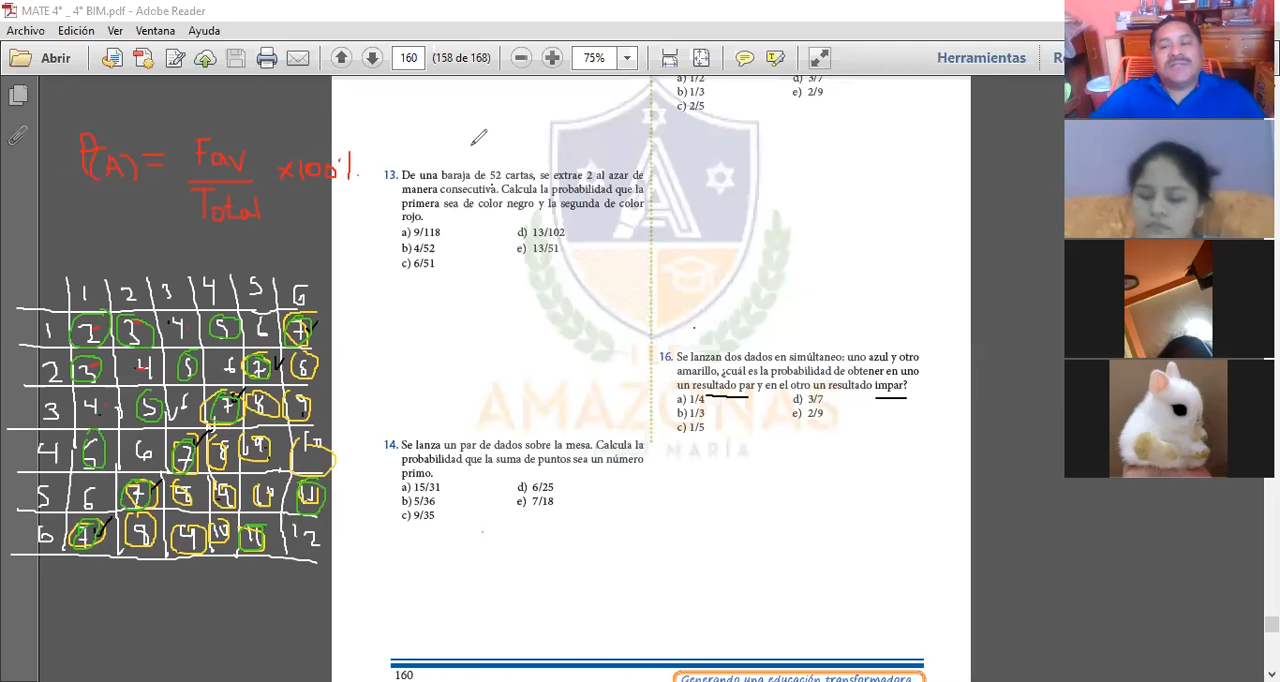 MATE 4° _ 4° BIM.pdf - Adobe Reader
Archivo Edición Ver Ventana Ayuda
Abrir
160 (158 de 168)
75%
Herramientas
P(A) = Fav / Total x100%
1 2 3 4 5 6
1 2 3 4 5 6 7
2 3 4 5 6 7 8
3 4 5 6 7 8 9
4 5 6 7 8 9
5 6 7 8 9 11
6 7 8 9 10 11 12
a) 1/2 d) 3/7
b) 1/3 e) 2/9
c) 2/5
13. De una baraja de 52 cartas, se extrae 2 al azar de
manera consecutiva. Calcula la probabilidad que la
primera sea de color negro y la segunda de color
rojo.
a) 9/118 d) 13/102
b) 4/52 e) 13/51
c) 6/51
14. Se lanza un par de dados sobre la mesa. Calcula la
probabilidad que la suma de puntos sea un número
primo.
a) 15/31 d) 6/25
b) 5/36 e) 7/18
c) 9/35
16. Se lanzan dos dados en simúltaneo: uno azul y otro
amarillo, ¿cuál es la probabilidad de obtener en uno
un resultado par y en el otro un resultado impar?
a) 1/4 d) 3/7
b) 1/3 e) 2/9
c) 1/5
A
I E P
AMAZONAS
MARÍA
160
Generando una educación transformadora